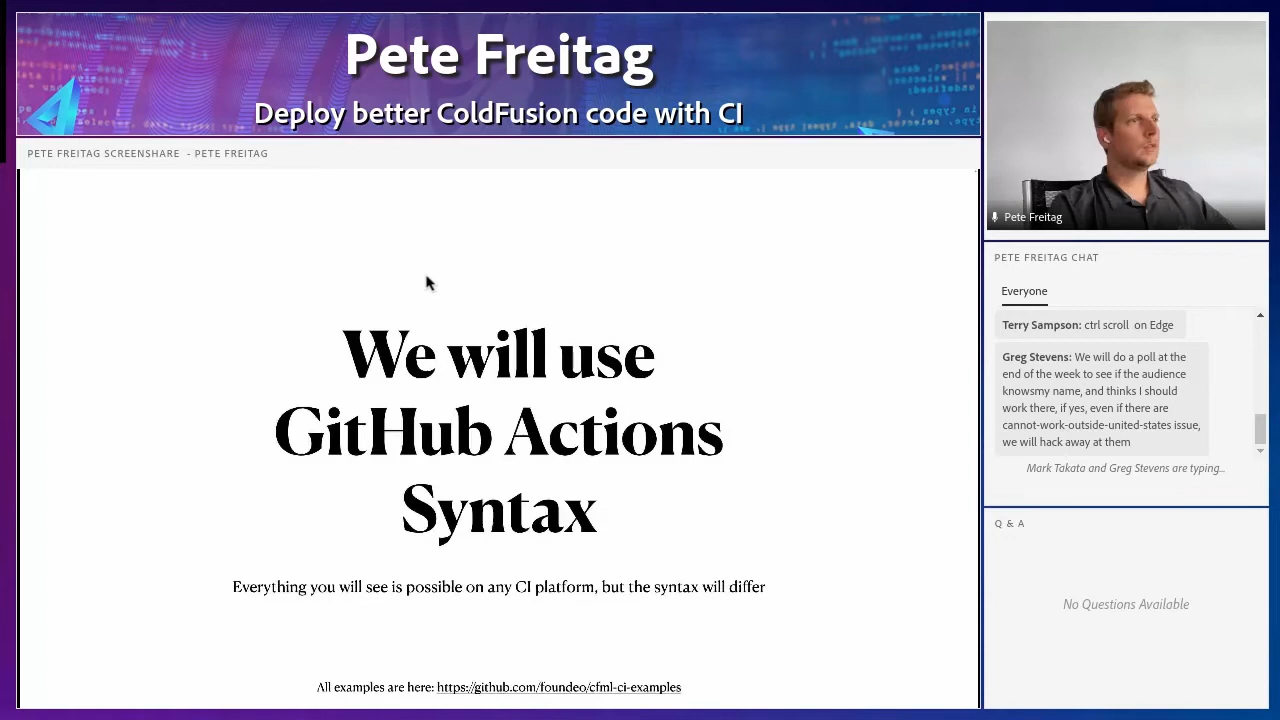 Pete Freitag
Deploy better ColdFusion code with CI
PETE FREITAG SCREENSHARE - PETE FREITAG
We will use
GitHub Actions
Syntax
Everything you will see is possible on any CI platform, but the syntax will differ
All examples are here: https://github.com/foundeo/cfml-ci-examples
Pete Freitag
PETE FREITAG CHAT
Everyone
Terry Sampson: ctrl scroll on Edge
Greg Stevens: We will do a poll at the
end of the week to see if the audience
knowsmy name, and thinks I should
work there, if yes, even if there are
cannot-work-outside-united-states issue,
we will hack away at them
Mark Takata and Greg Stevens are typing...
Q & A
No Questions Available